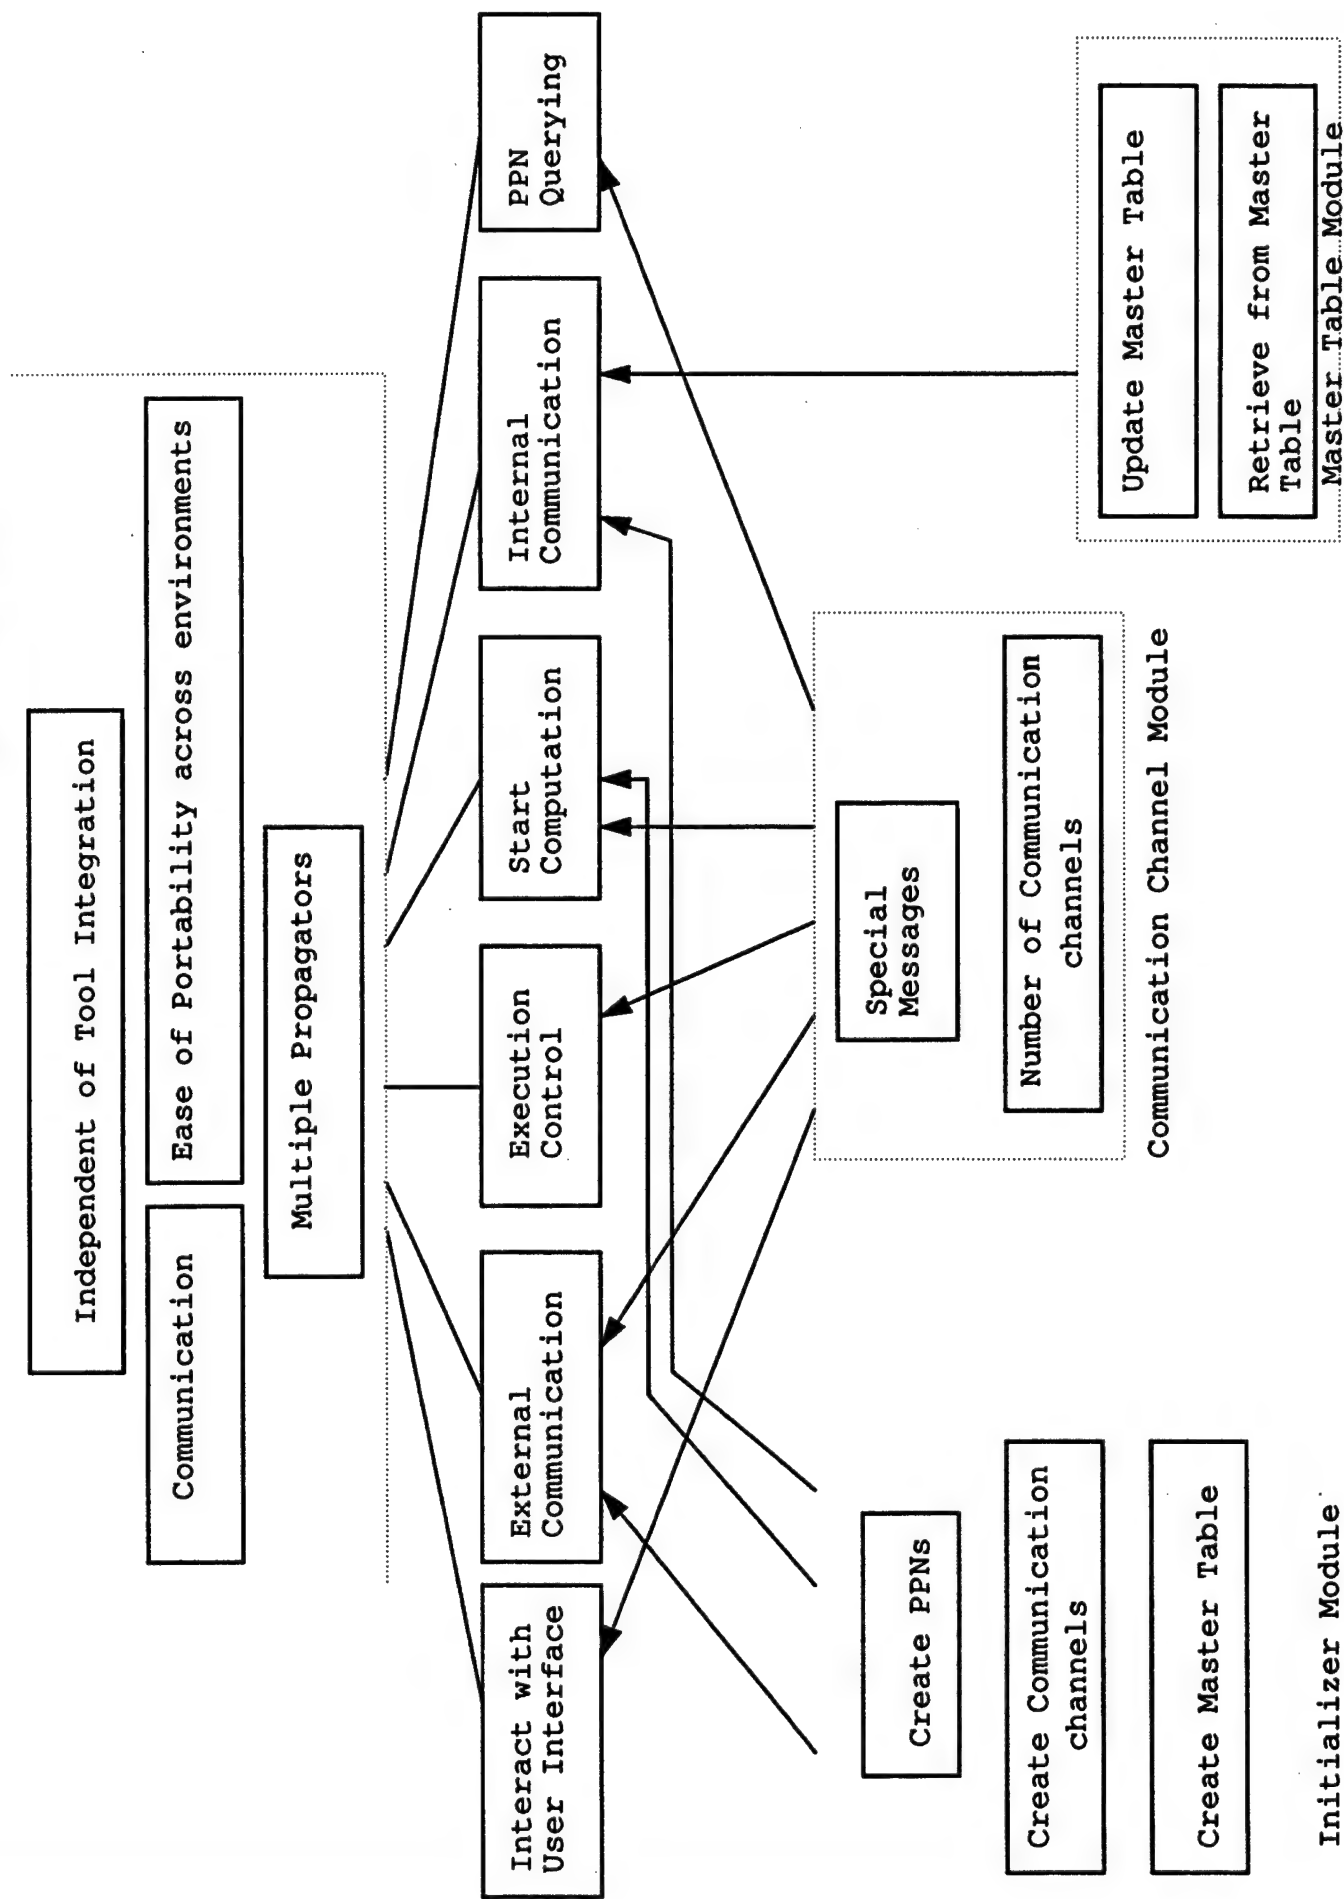 Independent of Tool Integration
Communication
Ease of Portability across environments
Multiple Propagators
Interact with
User Interface
External
Communication
Execution
Control
Start
Computation
Internal
Communication
PPN
Querying
Create PPNs
Create Communication
channels
Create Master Table
Initializer Module
Special
Messages
Number of Communication
channels
Communication Channel Module
Update Master Table
Retrieve from Master
Table
Master Table Module